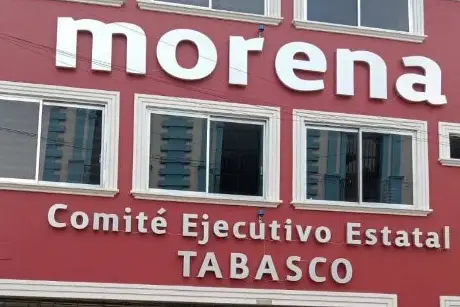 morena
Comité Ejecutivo Estatal
TABASCO